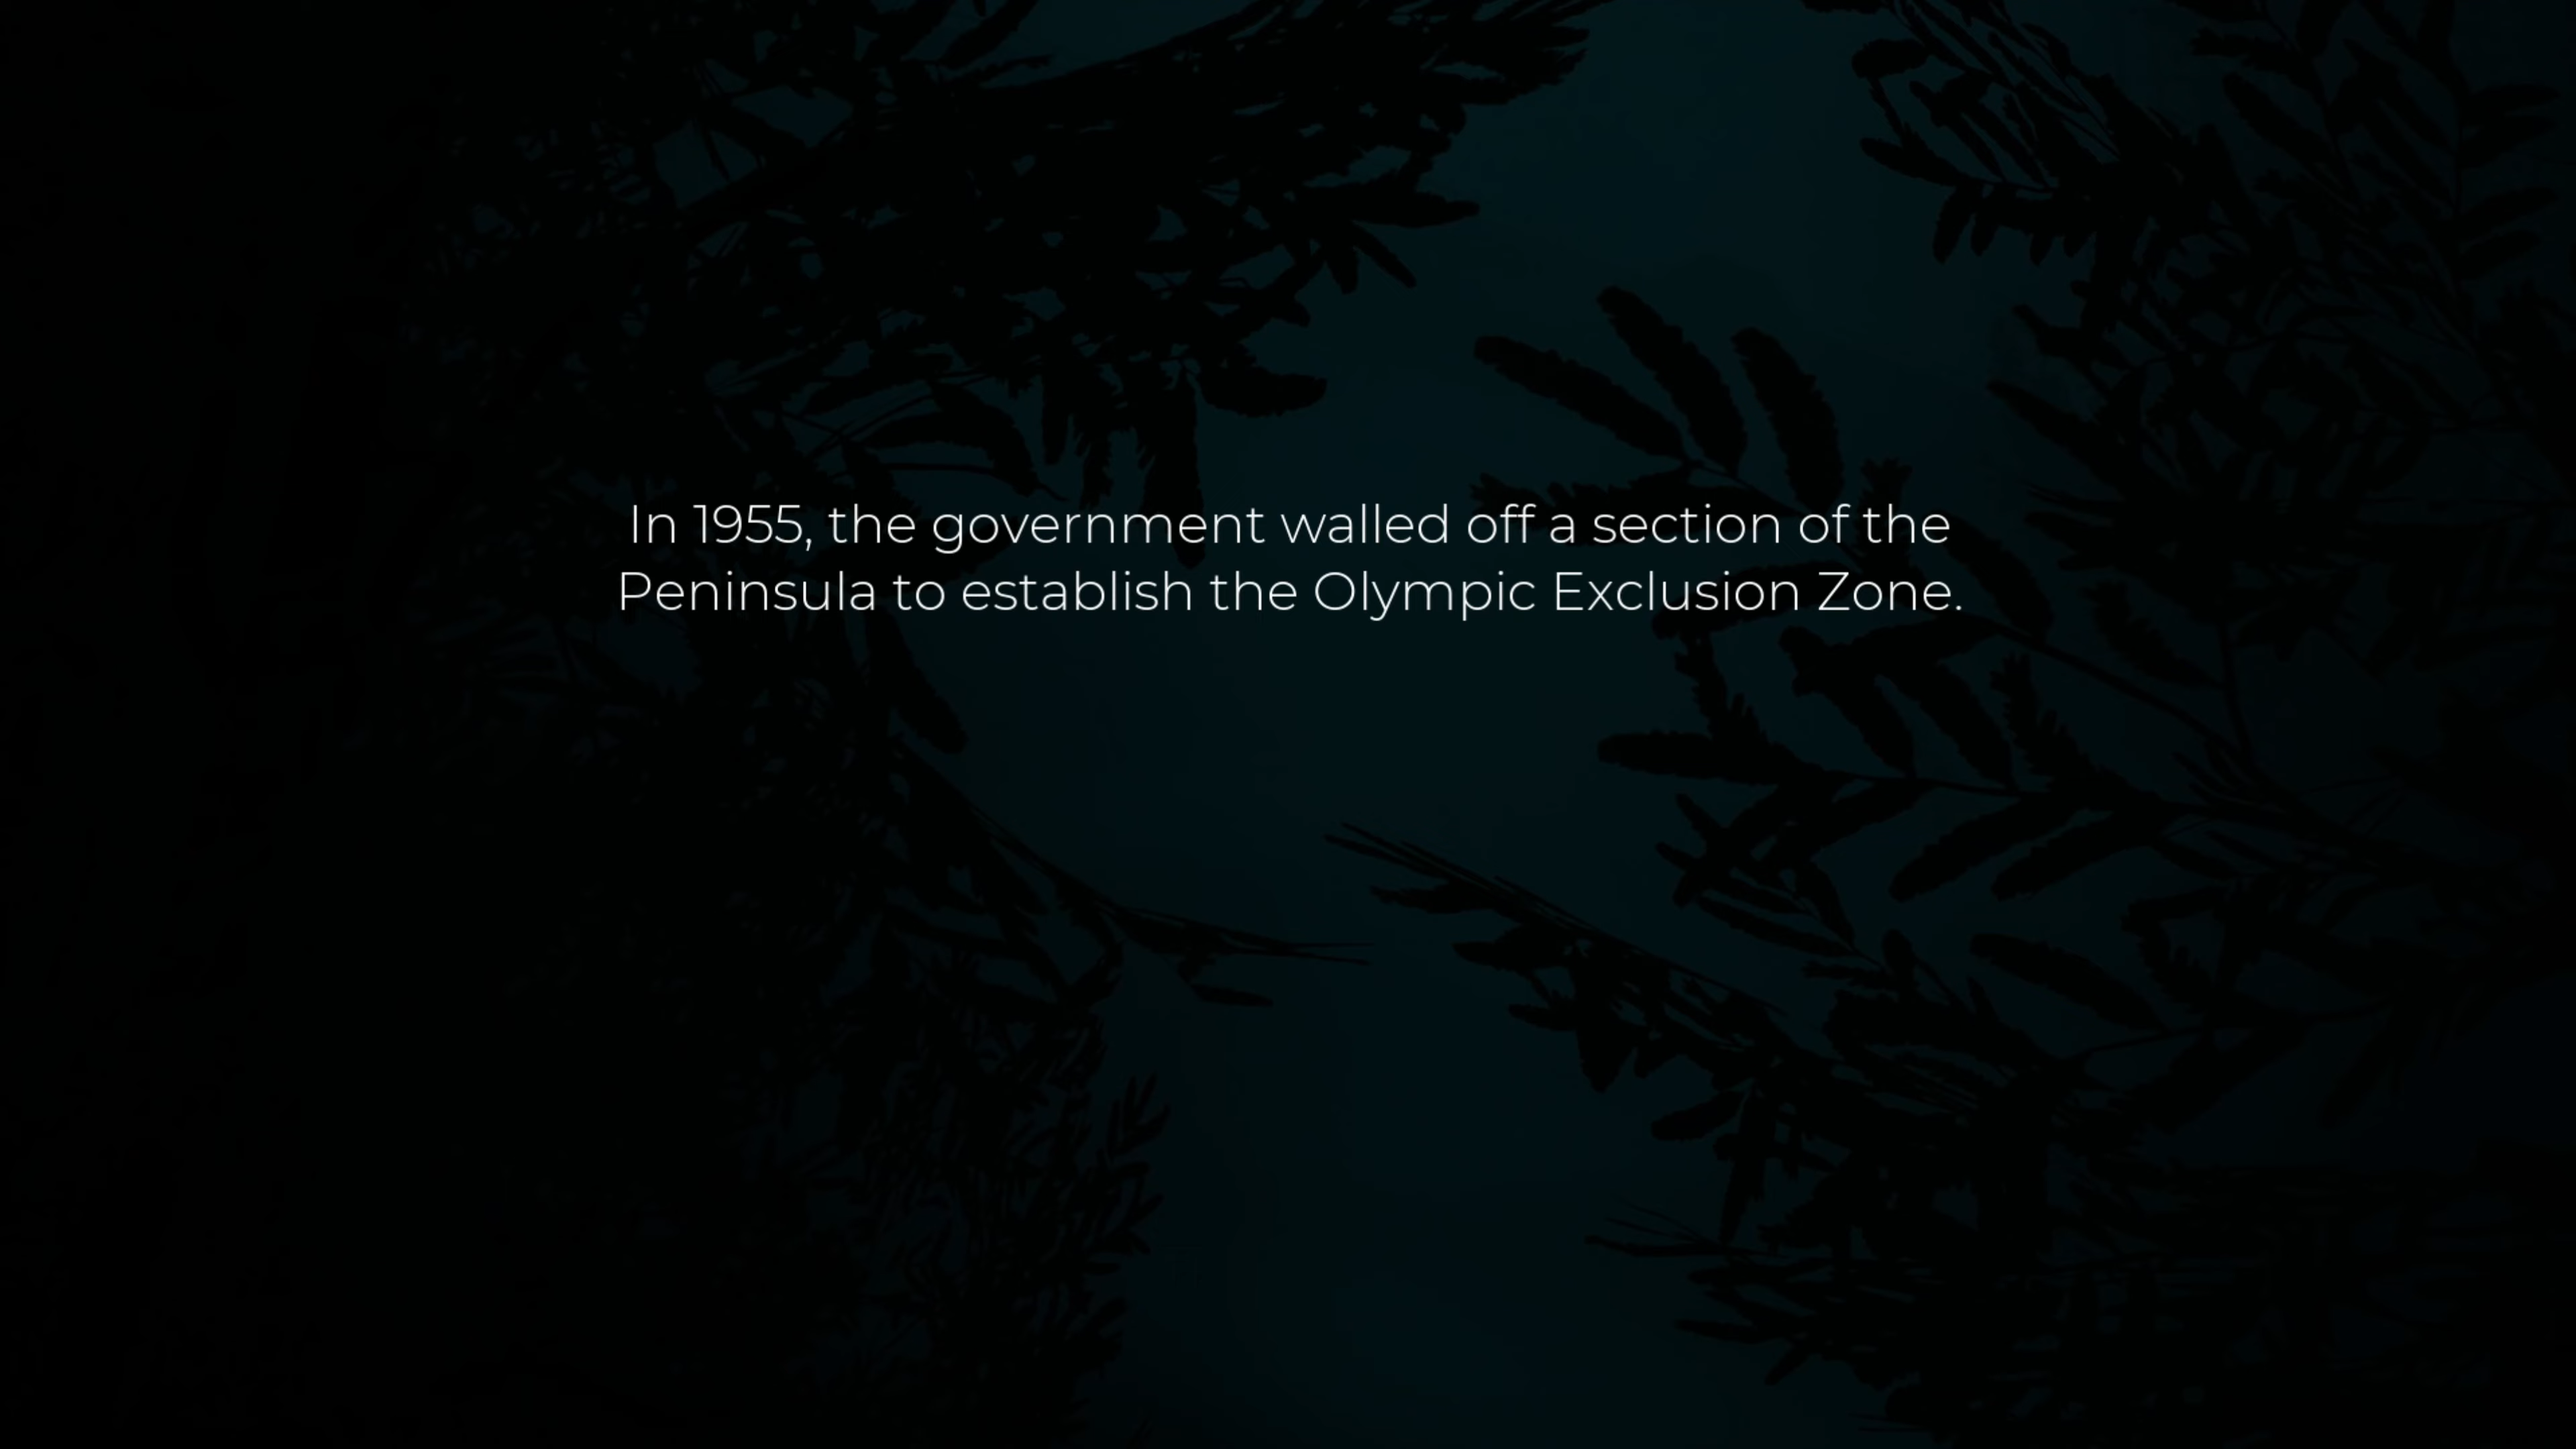 In 1955, the government walled off a section of the
Peninsula to establish the Olympic Exclusion Zone.